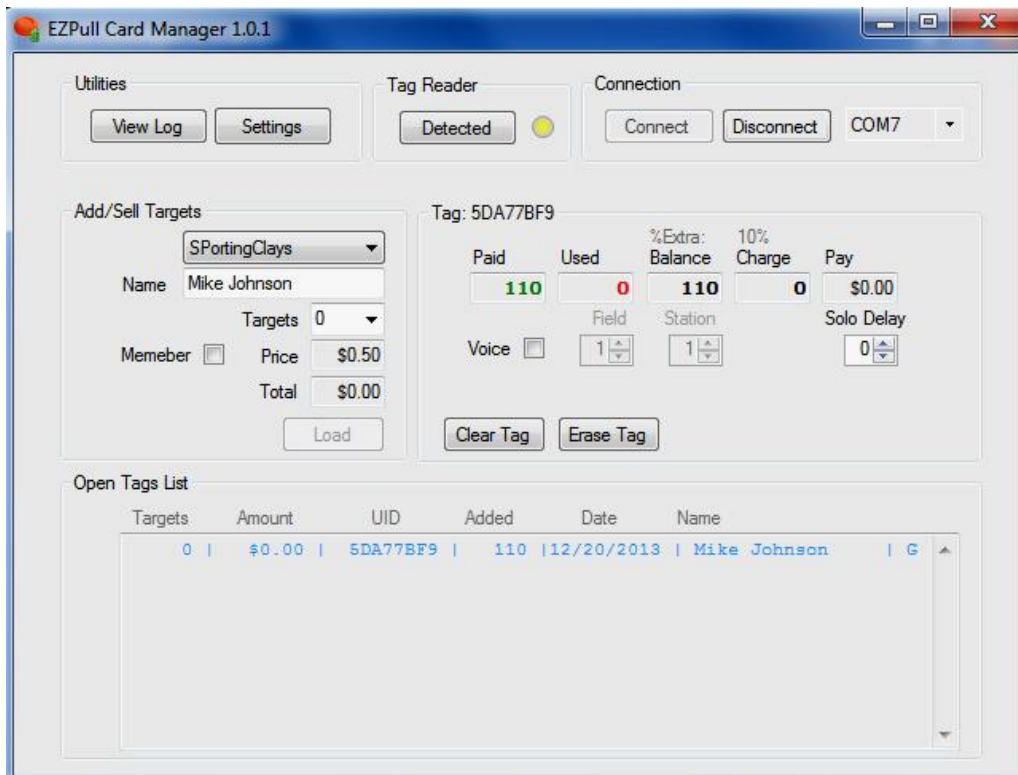 EZPull Card Manager 1.0.1
Utilities
View Log Settings
Tag Reader
Detected
Connection
Connect Disconnect COM7
Add/Sell Targets
SPortingClays
Name Mike Johnson
Targets 0
Memeber Price $0.50
Total $0.00
Load
Tag: 5DA77BF9
%Extra: 10%
Paid Used Balance Charge Pay
110 0 110 0 $0.00
Field Station Solo Delay
Voice 1 1 0
Clear Tag Erase Tag
Open Tags List
Targets Amount UID Added Date Name
0 | $0.00 | 5DA77BF9 | 110 |12/20/2013 | Mike Johnson | G